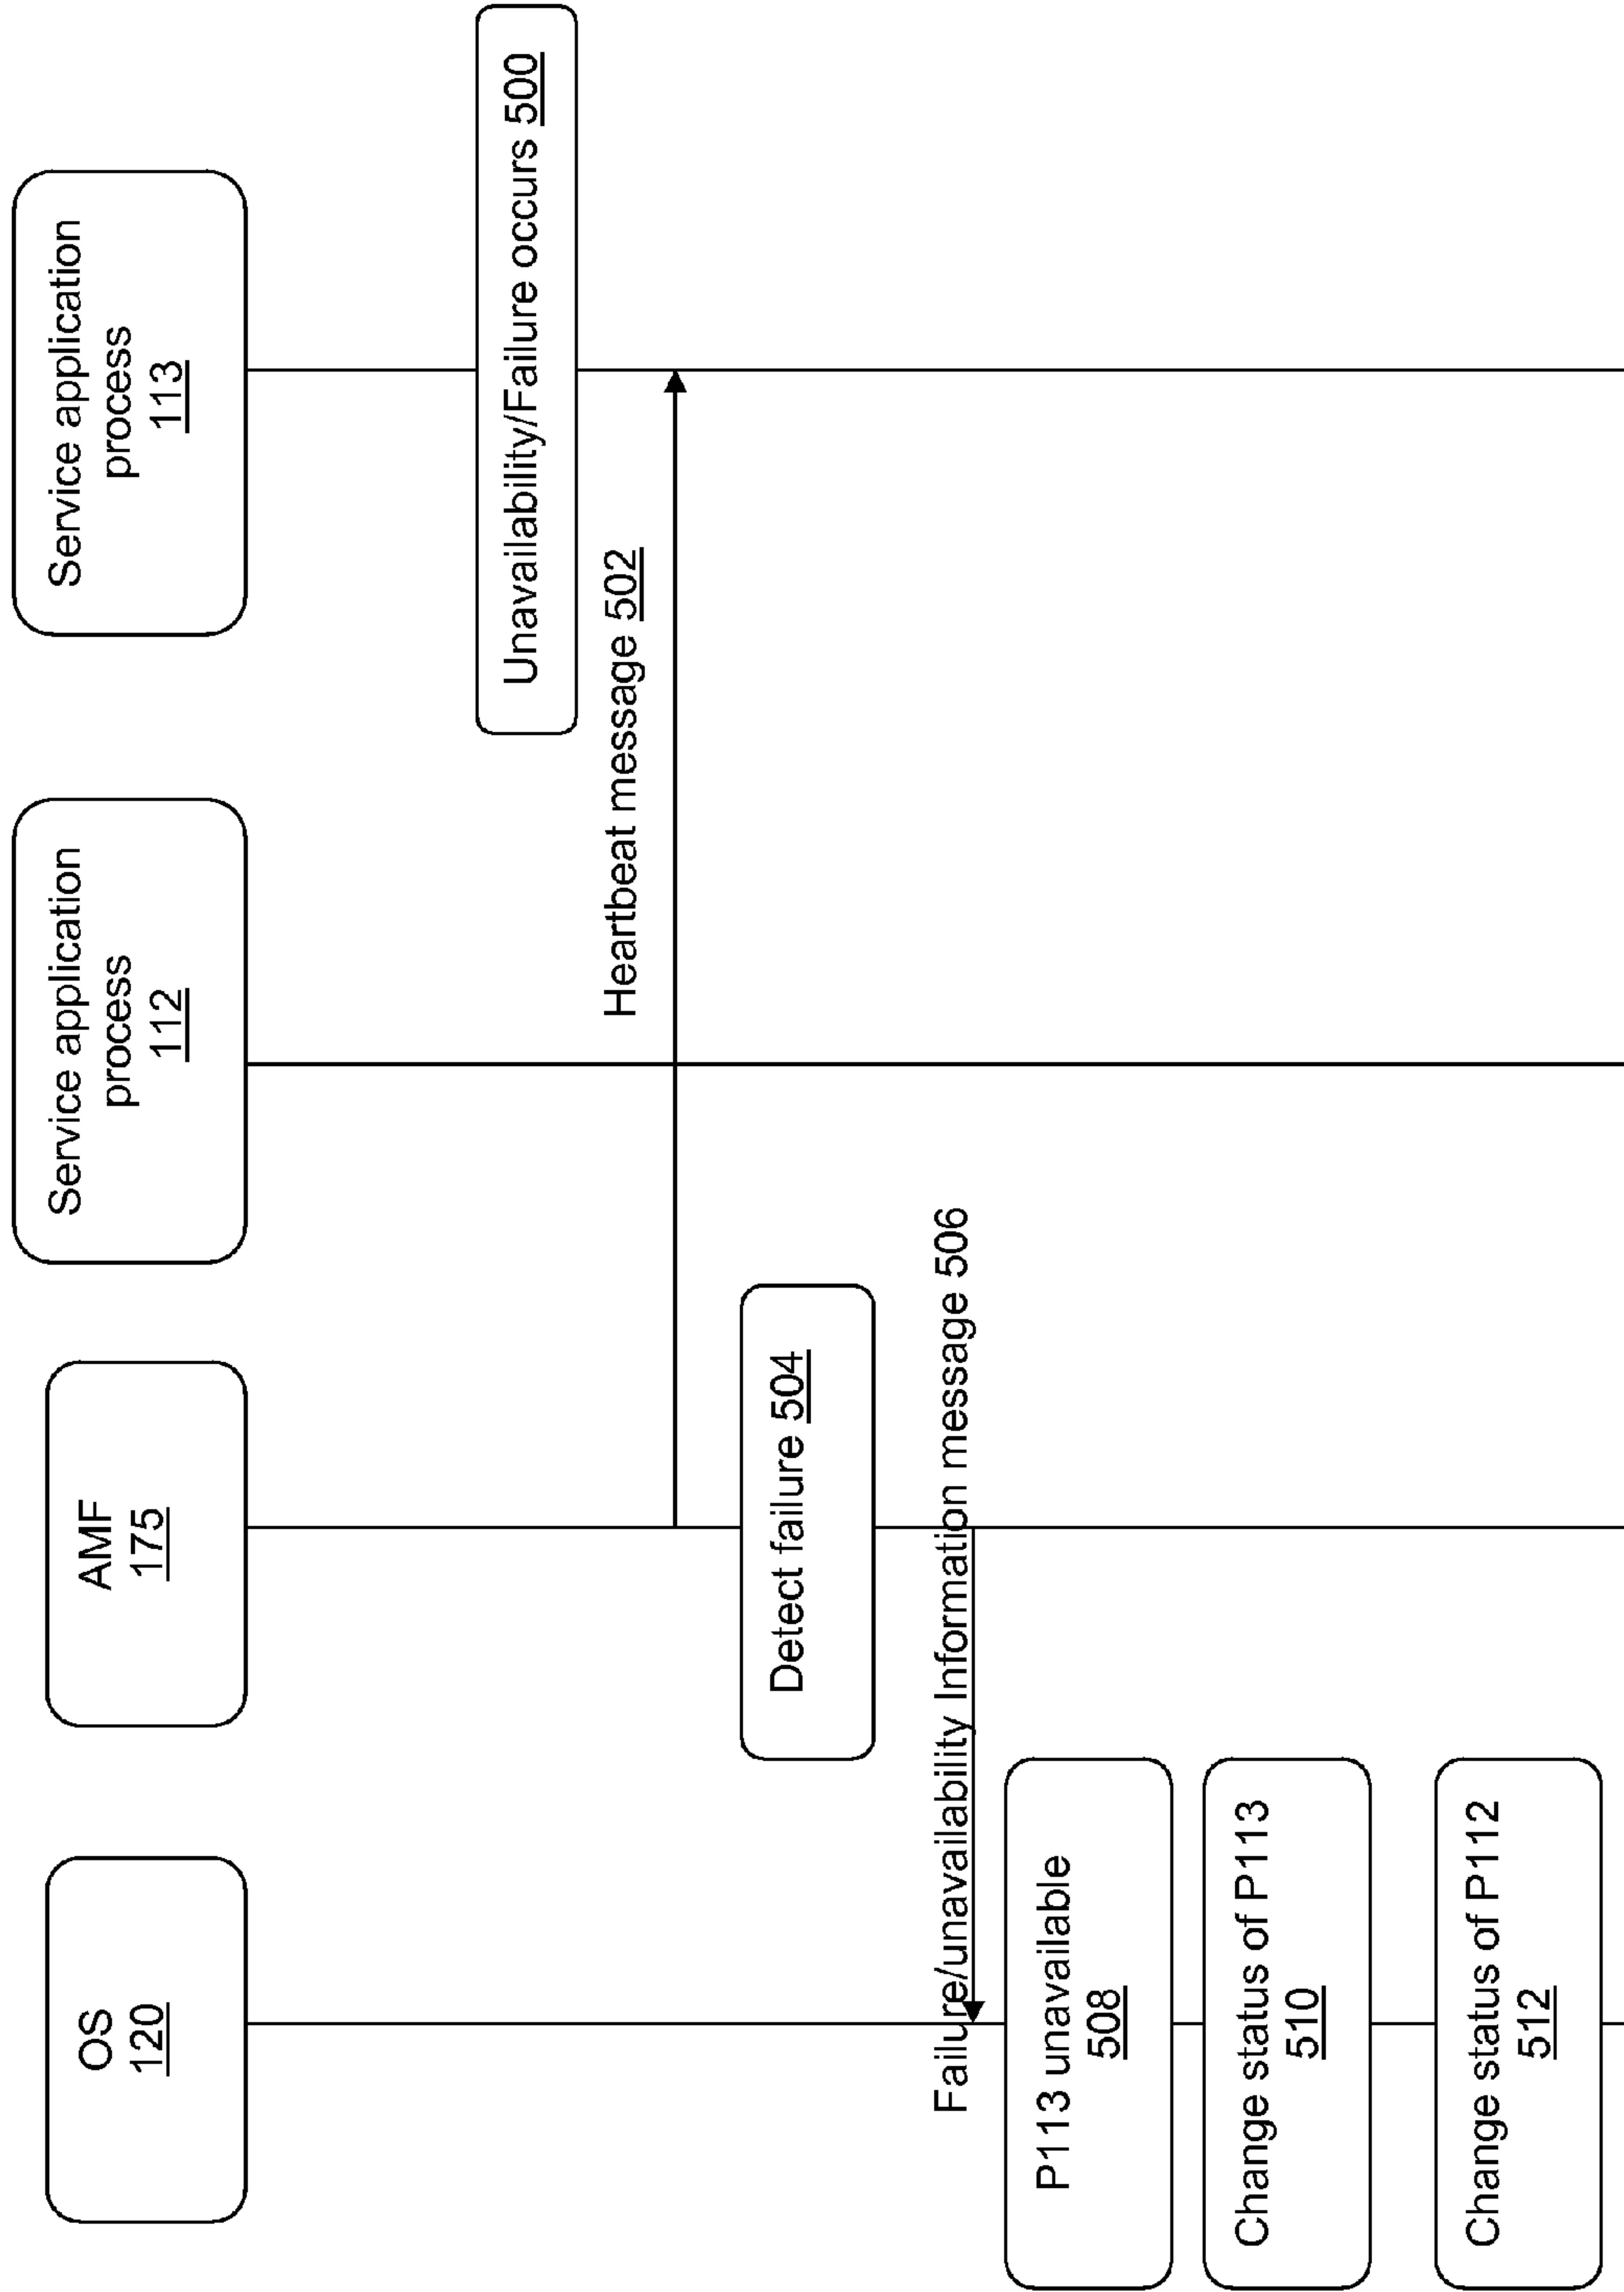 OS
120
AMF
175
Service application
process
112
Service application
process
113
Unavailability/Failure occurs 500
Heartbeat message 502
Detect failure 504
Failure/unavailability Information message 506
P113 unavailable
508
Change status of P113
510
Change status of P112
512